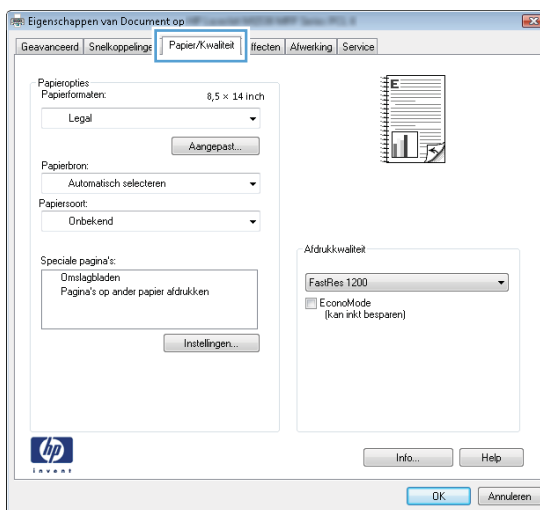 Eigenschappen van Document op
Geavanceerd Snelkoppelinge Papier/Kwaliteit ffecten Afwerking Service
Papieropties
Papierformaten: 8,5 × 14 inch
Legal
Aangepast...
Papierbron:
Automatisch selecteren
Papiersoort:
Onbekend
Speciale pagina's:
Omslagbladen
Pagina's op ander papier afdrukken
Instellingen...
E
Afdrukkwaliteit
FastRes 1200
EconoMode
(kan inkt besparen)
hp
invent
Info... Help
OK Annuleren